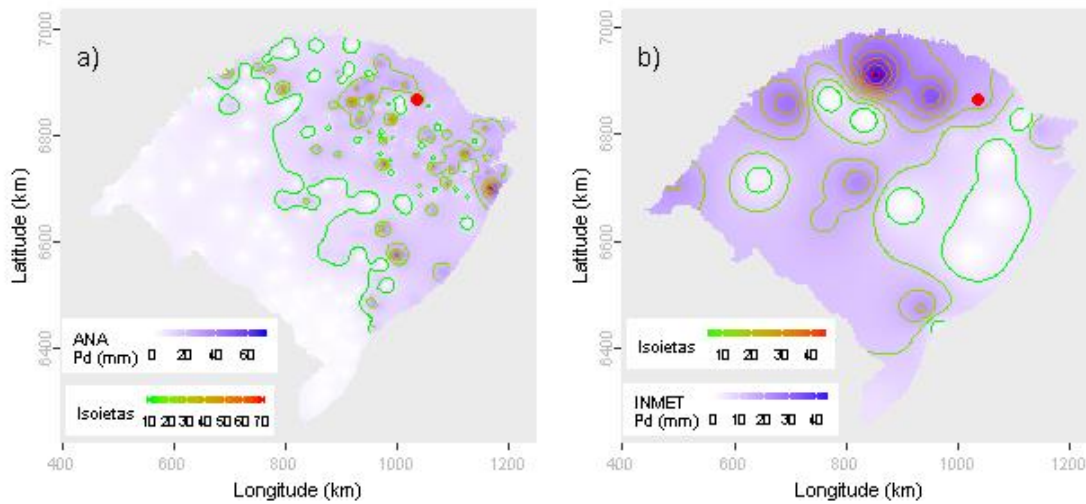 a)
7000
6800
6600
6400
Latitude (km)
ANA
Pd (mm)
0 20 40 60
Isoietas
10 20 30 40 50 60 70
400 600 800 1000 1200
Longitude (km)
b)
7000
6800
6600
6400
Latitude (km)
Isoietas
10 20 30 40
INMET
Pd (mm)
0 10 20 30 40
400 600 800 1000 1200
Longitude (km)